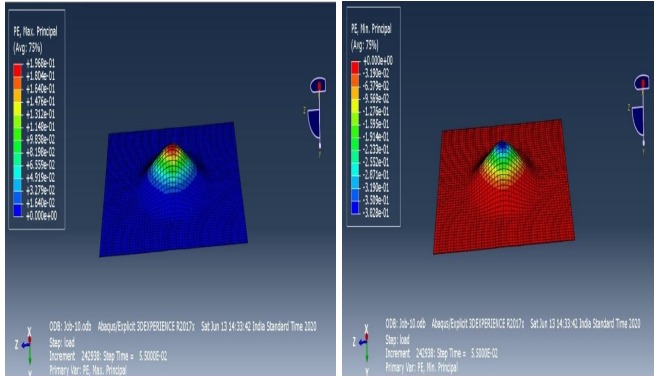 PE, Max. Principal
(Avg: 75%)
+1.968e-01
+1.804e-01
+1.640e-01
+1.476e-01
+1.312e-01
+1.148e-01
+9.838e-02
+8.198e-02
+6.559e-02
+4.919e-02
+3.279e-02
+1.640e-02
+0.000e+00
Z
Y
ODB: Job-10.odb Abaqus/Explicit 3DEXPERIENCE R2017x Sat Jun 13 14:33:42 India Standard Time 2020
X
Step: load
Z
Increment 242938: Step Time = 5.5000E-02
Y
Primary Var: PE, Max. Principal
PE, Min. Principal
(Avg: 75%)
+0.000e+00
-3.190e-02
-6.379e-02
-9.569e-02
-1.276e-01
-1.595e-01
-1.914e-01
-2.233e-01
-2.552e-01
-2.871e-01
-3.190e-01
-3.509e-01
-3.828e-01
Z
Y
ODB: Job-10.odb Abaqus/Explicit 3DEXPERIENCE R2017x Sat Jun 13 14:33:42 India Standard Time 2020
X
Step: load
Z
Increment 242938: Step Time = 5.5000E-02
Y
Primary Var: PE, Min. Principal